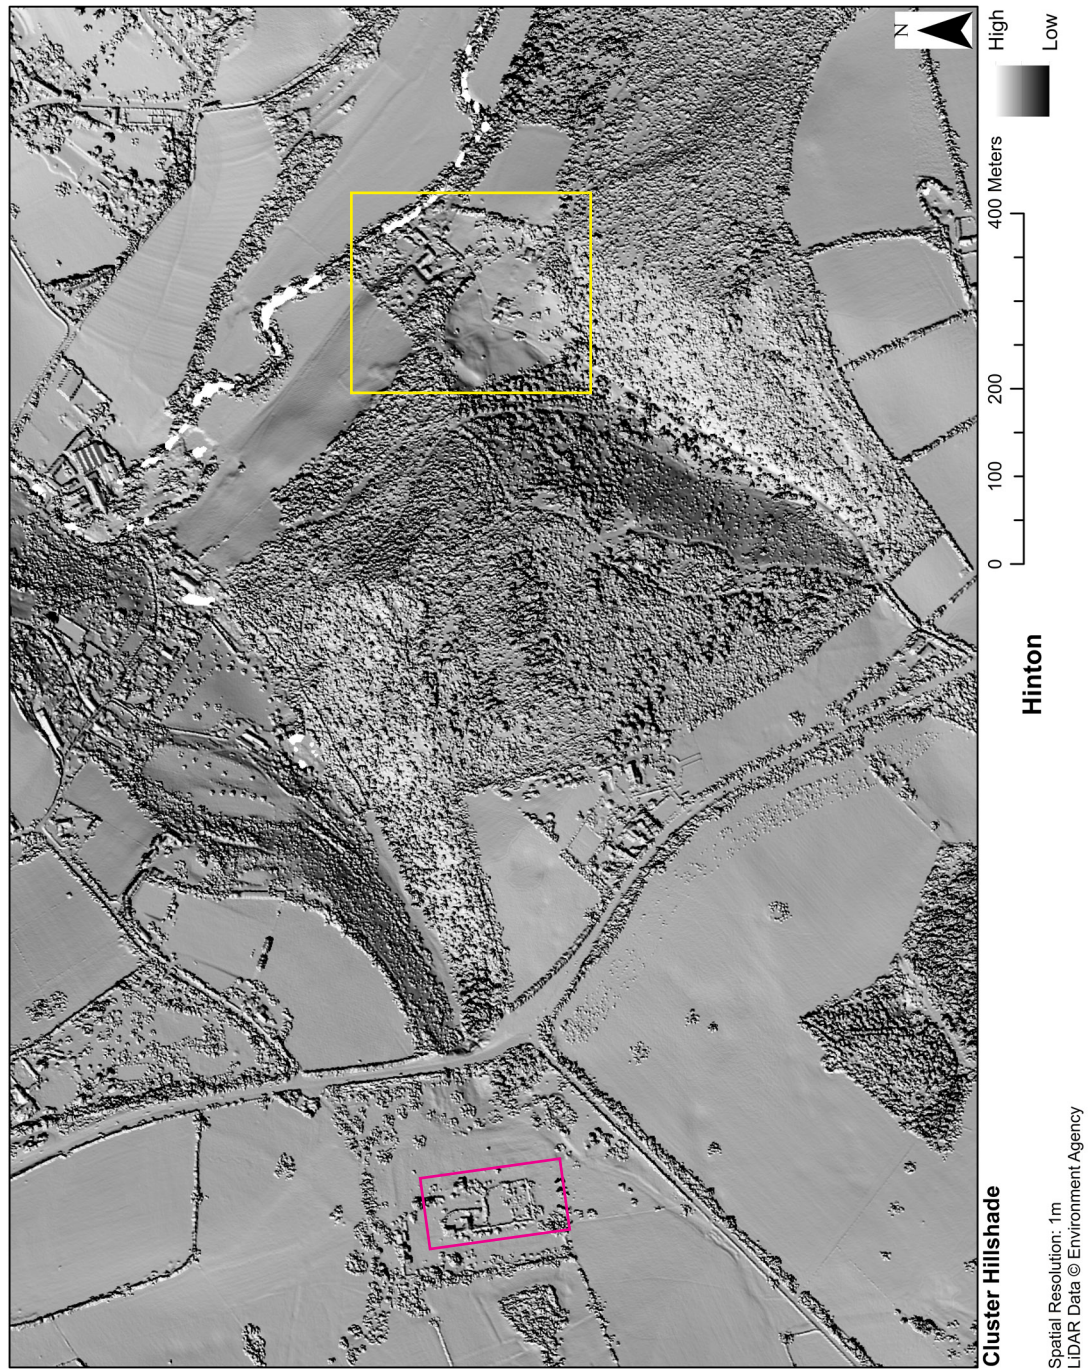 N
High
Low
400 Meters
200
100
0
Hinton
Cluster Hillshade
Spatial Resolution: 1m
LiDAR Data © Environment Agency